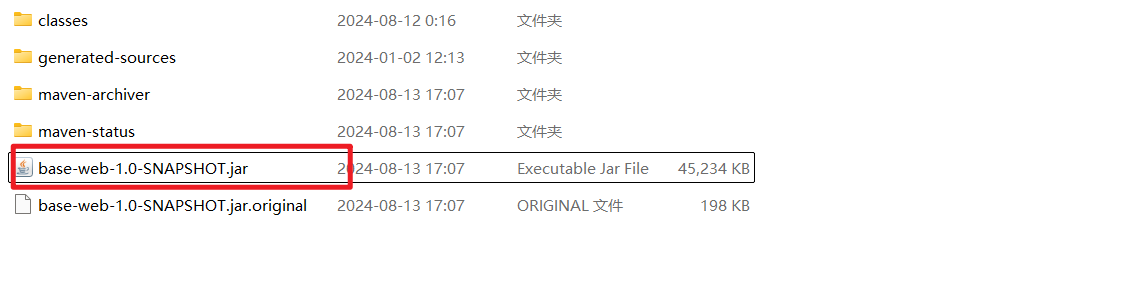 classes 2024-08-12 0:16 文件夹
generated-sources 2024-01-02 12:13 文件夹
maven-archiver 2024-08-13 17:07 文件夹
maven-status 2024-08-13 17:07 文件夹
base-web-1.0-SNAPSHOT.jar 2024-08-13 17:07 Executable Jar File 45,234 KB
base-web-1.0-SNAPSHOT.jar.original 2024-08-13 17:07 ORIGINAL 文件 198 KB